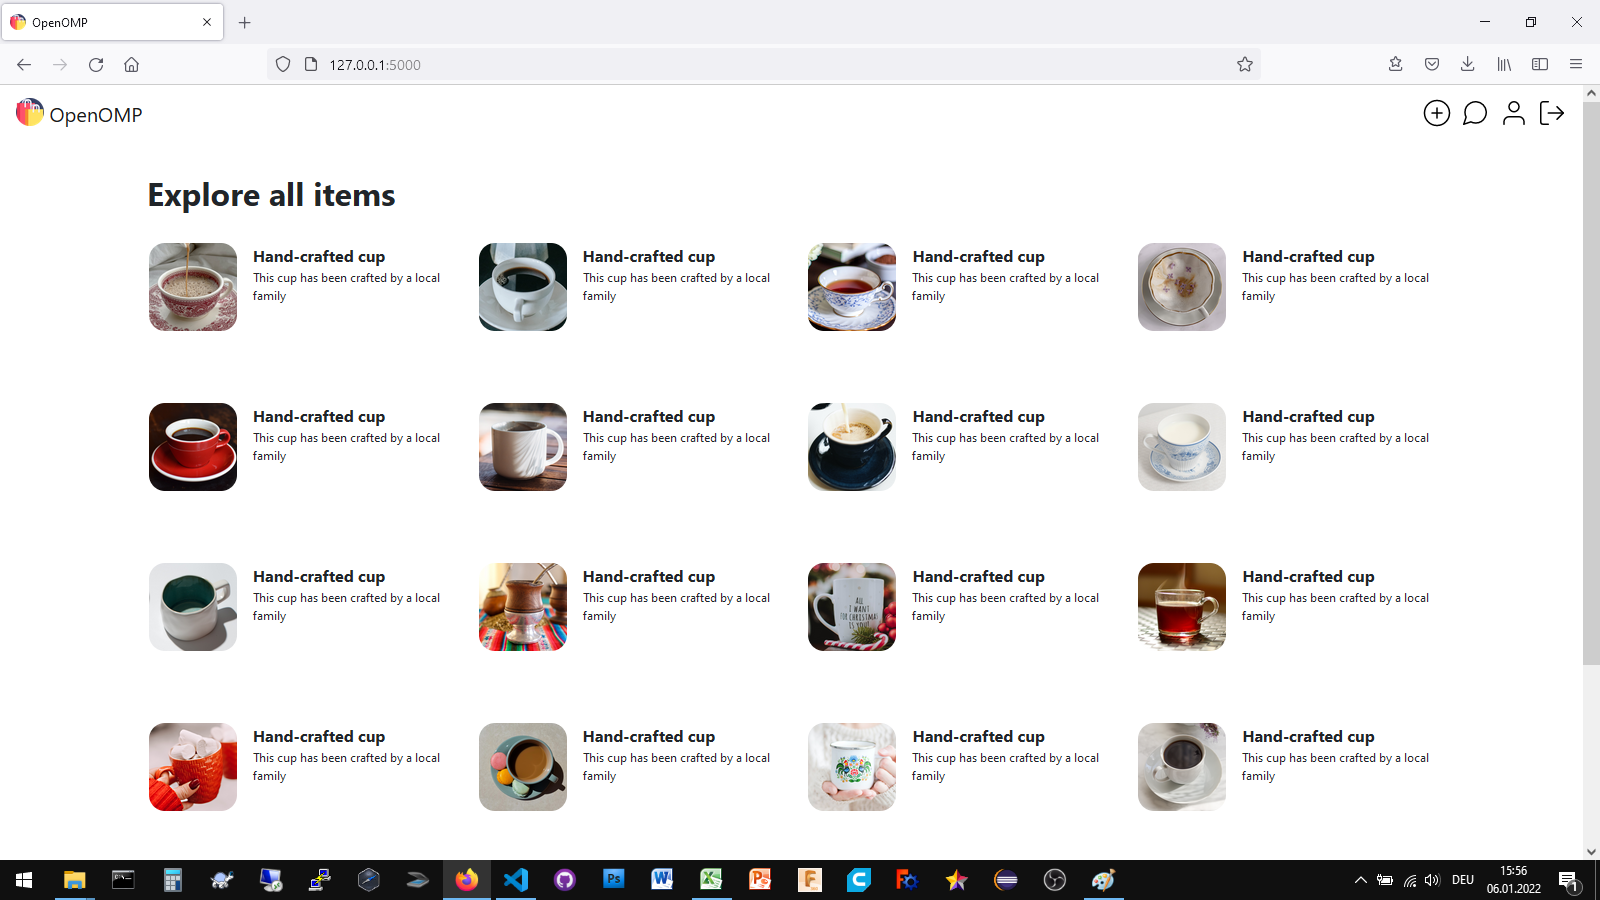 OpenOMP
127.0.0.1:5000
OpenOMP
Explore all items
Hand-crafted cup
This cup has been crafted by a local
family
Hand-crafted cup
This cup has been crafted by a local
family
Hand-crafted cup
This cup has been crafted by a local
family
Hand-crafted cup
This cup has been crafted by a local
family
Hand-crafted cup
This cup has been crafted by a local
family
Hand-crafted cup
This cup has been crafted by a local
family
Hand-crafted cup
This cup has been crafted by a local
family
Hand-crafted cup
This cup has been crafted by a local
family
Hand-crafted cup
This cup has been crafted by a local
family
Hand-crafted cup
This cup has been crafted by a local
family
ALL
I WANT
FOR CHRISTMAS
IS YOU!
Hand-crafted cup
This cup has been crafted by a local
family
Hand-crafted cup
This cup has been crafted by a local
family
Hand-crafted cup
This cup has been crafted by a local
family
Hand-crafted cup
This cup has been crafted by a local
family
Hand-crafted cup
This cup has been crafted by a local
family
Hand-crafted cup
This cup has been crafted by a local
family
Ps
W
X
P
F
C
DEU
15:56
06.01.2022
1